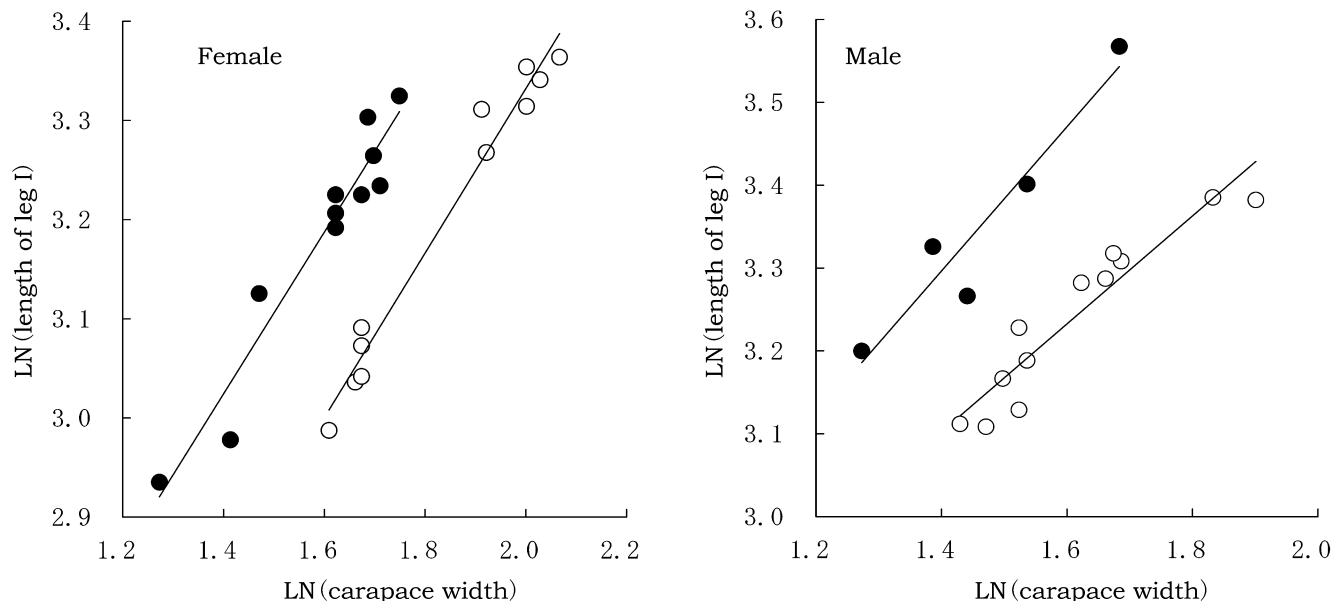 Female
3.4
3.3
3.2
3.1
3.0
2.9
LN(length of leg I)
1.2 1.4 1.6 1.8 2.0 2.2
LN(carapace width)
Male
3.6
3.5
3.4
3.3
3.2
3.1
3.0
LN(length of leg I)
1.2 1.4 1.6 1.8 2.0
LN(carapace width)